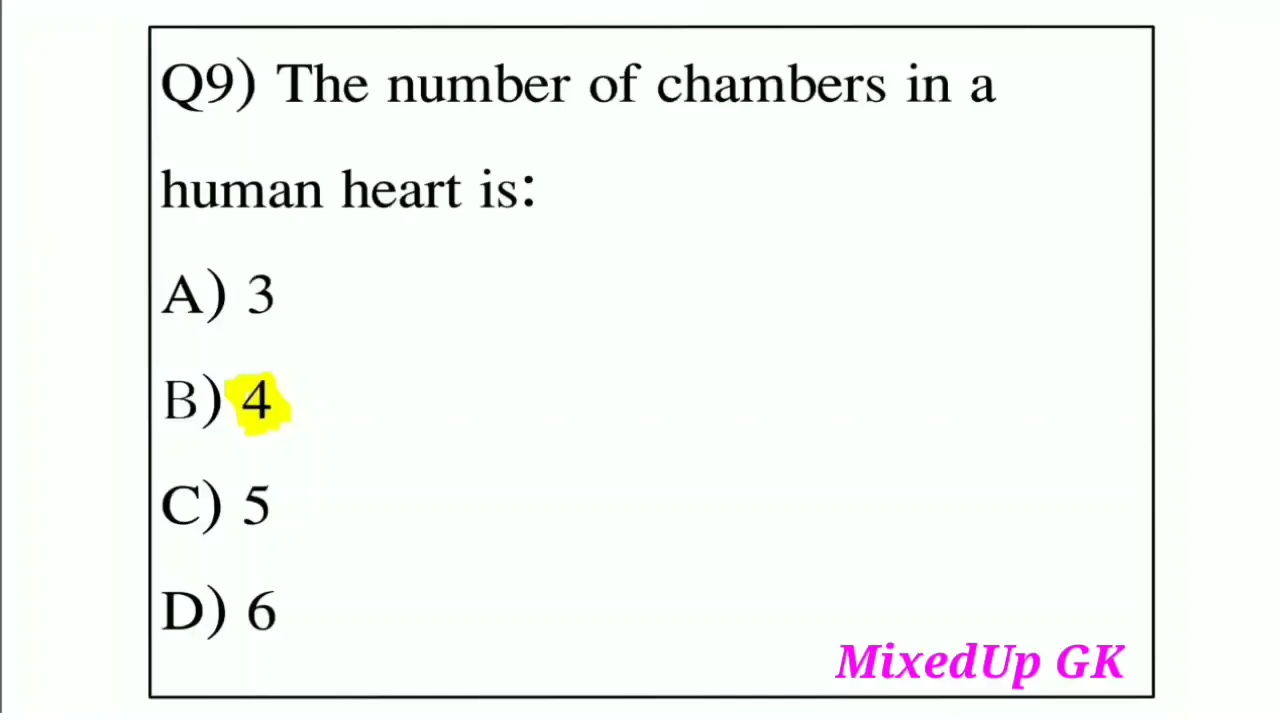 Q9) The number of chambers in a
human heart is:
A) 3
B) 4
C) 5
D) 6
MixedUp GK